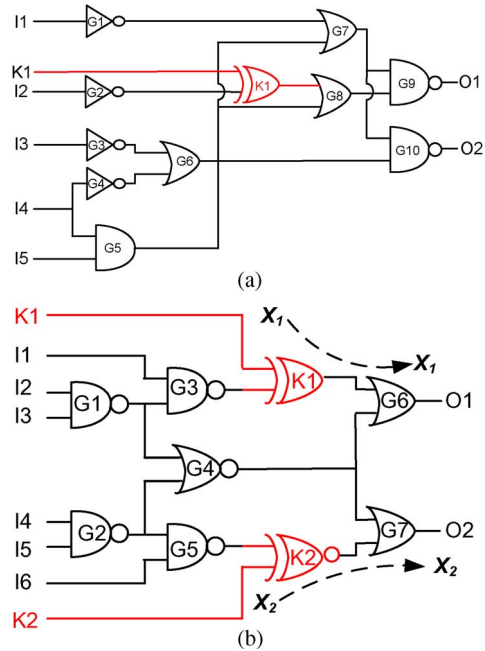 I1 G1 G7
K1 K1 G9 O1
I2 G2 G8
I3 G3 G6 G10 O2
G4
I4
G5
I5
(a)
K1 X₁ X₁
I1 G3 K1 G6 O1
I2 G1
I3
G4
I4 G2 G7 O2
I5 G5 K2
I6 X₂ X₂
K2
(b)